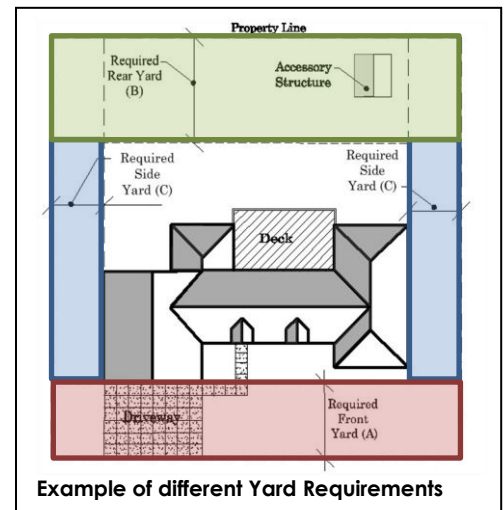 Property Line
Required
Rear Yard
(B)
Accessory
Structure
Required
Side
Yard (C)
Required
Side
Yard (C)
Deck
Driveway
Required
Front
Yard (A)
Example of different Yard Requirements